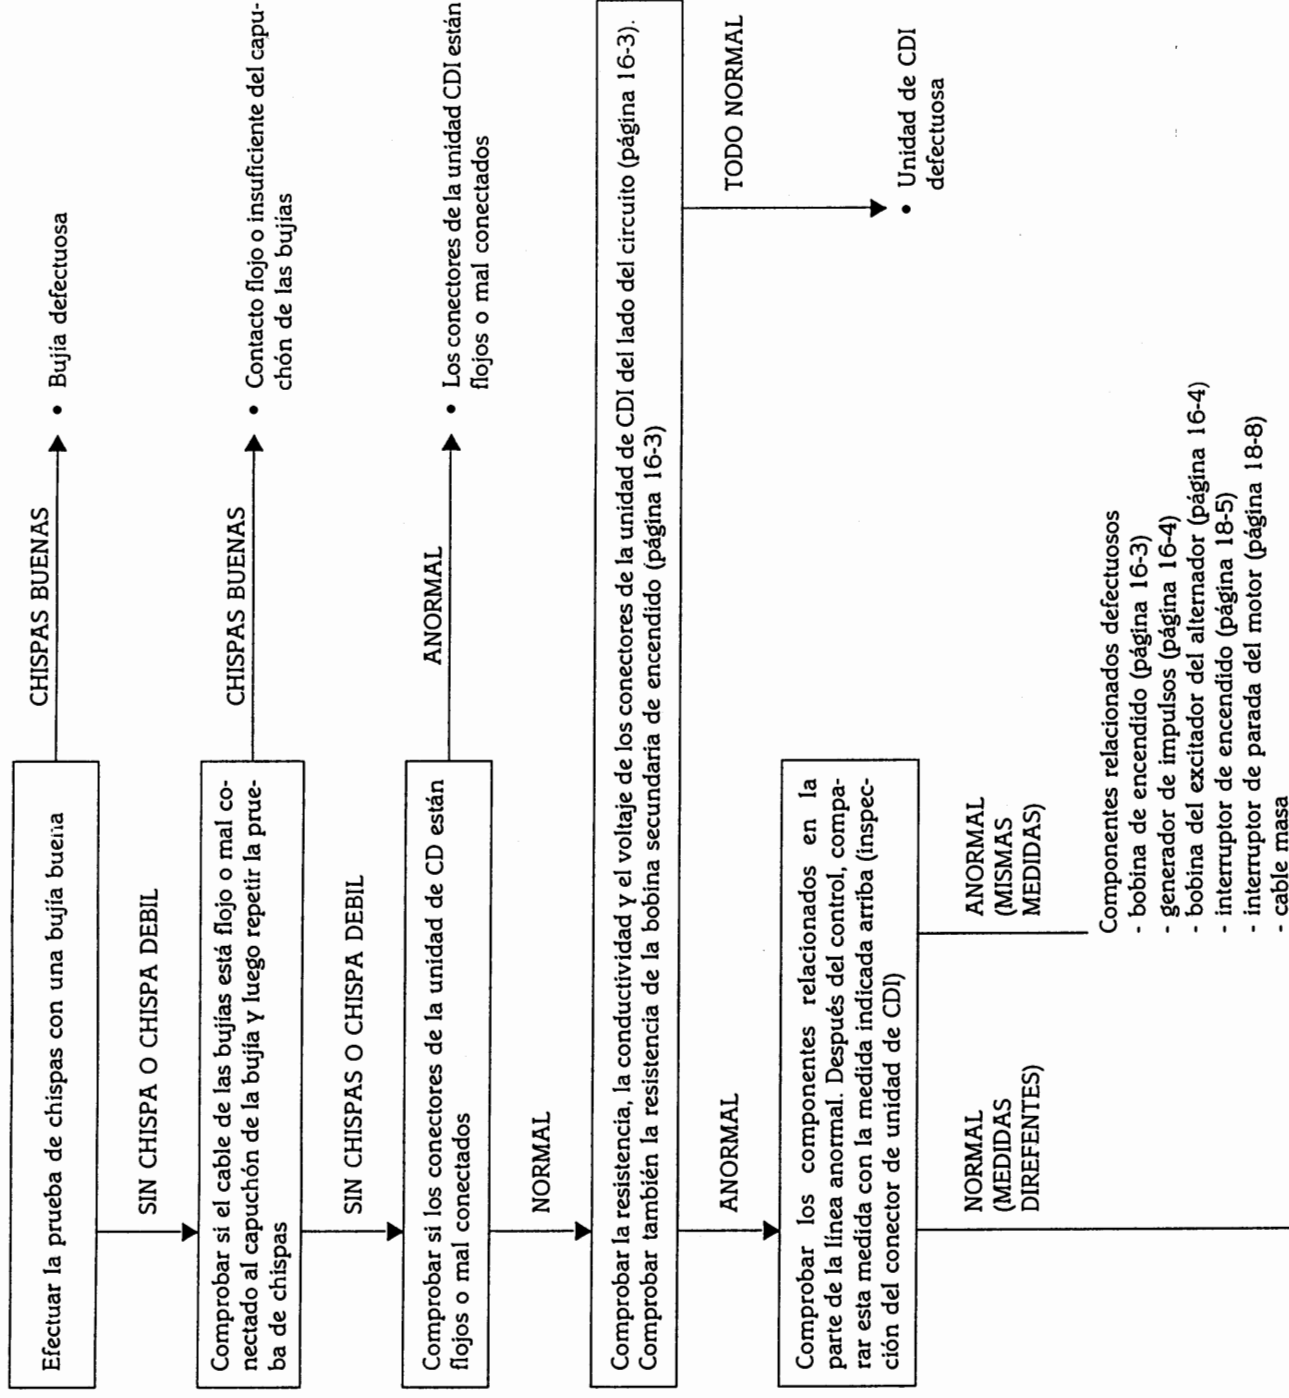 Efectuar la prueba de chispas con una bujía buena
CHISPAS BUENAS
• Bujía defectuosa
SIN CHISPA O CHISPA DEBIL
Comprobar si el cable de las bujías está flojo o mal co-
nectado al capuchón de la bujía y luego repetir la prue-
ba de chispas
CHISPAS BUENAS
• Contacto flojo o insuficiente del capu-
chón de las bujías
SIN CHISPAS O CHISPA DEBIL
Comprobar si los conectores de la unidad de CD están
flojos o mal conectados
ANORMAL
• Los conectores de la unidad CDI están
flojos o mal conectados
NORMAL
Comprobar la resistencia, la conductividad y el voltaje de los conectores de la unidad de CDI del lado del circuito (página 16-3).
Comprobar también la resistencia de la bobina secundaria de encendido (página 16-3)
ANORMAL
TODO NORMAL
• Unidad de CDI
defectuosa
Comprobar los componentes relacionados en la
parte de la línea anormal. Después del control, compa-
rar esta medida con la medida indicada arriba (inspec-
ción del conector de unidad de CDI)
NORMAL
(MEDIDAS
DIREFENTES)
ANORMAL
(MISMAS
MEDIDAS)
Componentes relacionados defectuosos
- bobina de encendido (página 16-3)
- generador de impulsos (página 16-4)
- bobina del excitador del alternador (página 16-4)
- interruptor de encendido (página 18-5)
- interruptor de parada del motor (página 18-8)
- cable masa